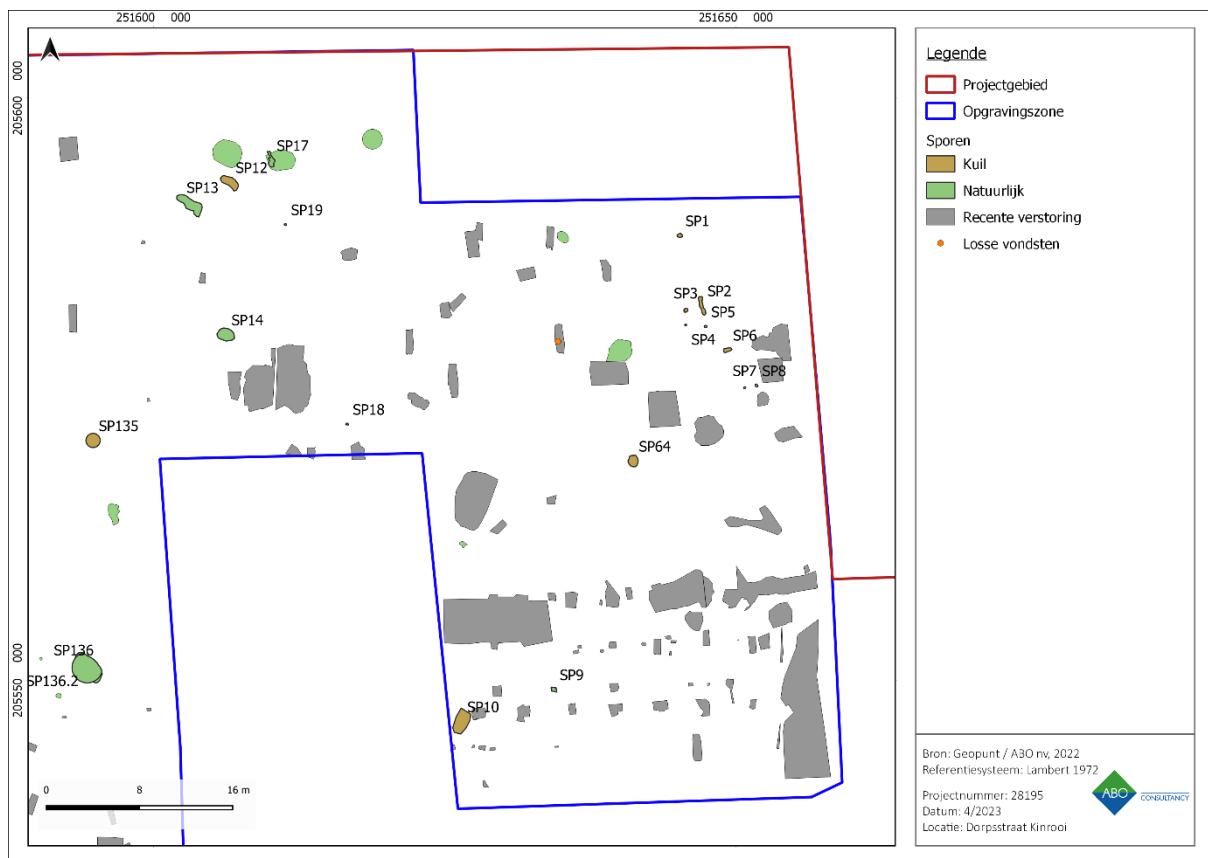 251600 000
251650 000
000
205600
000
205550
SP17
SP12
SP13
SP19
SP1
SP3
SP2
SP5
SP4
SP6
SP14
SP7
SP8
SP18
SP135
SP64
SP136
SP136.2
SP9
SP10
0 8 16 m
Legende
Projectgebied
Opgravingszone
Sporen
Kuil
Natuurlijk
Recente verstoring
Losse vondsten
Bron: Geopunt / ABO nv, 2022
Referentiesysteem: Lambert 1972
Projectnummer: 28195
Datum: 4/2023
Locatie: Dorpsstraat Kinrooi
ABO
CONSULTANCY